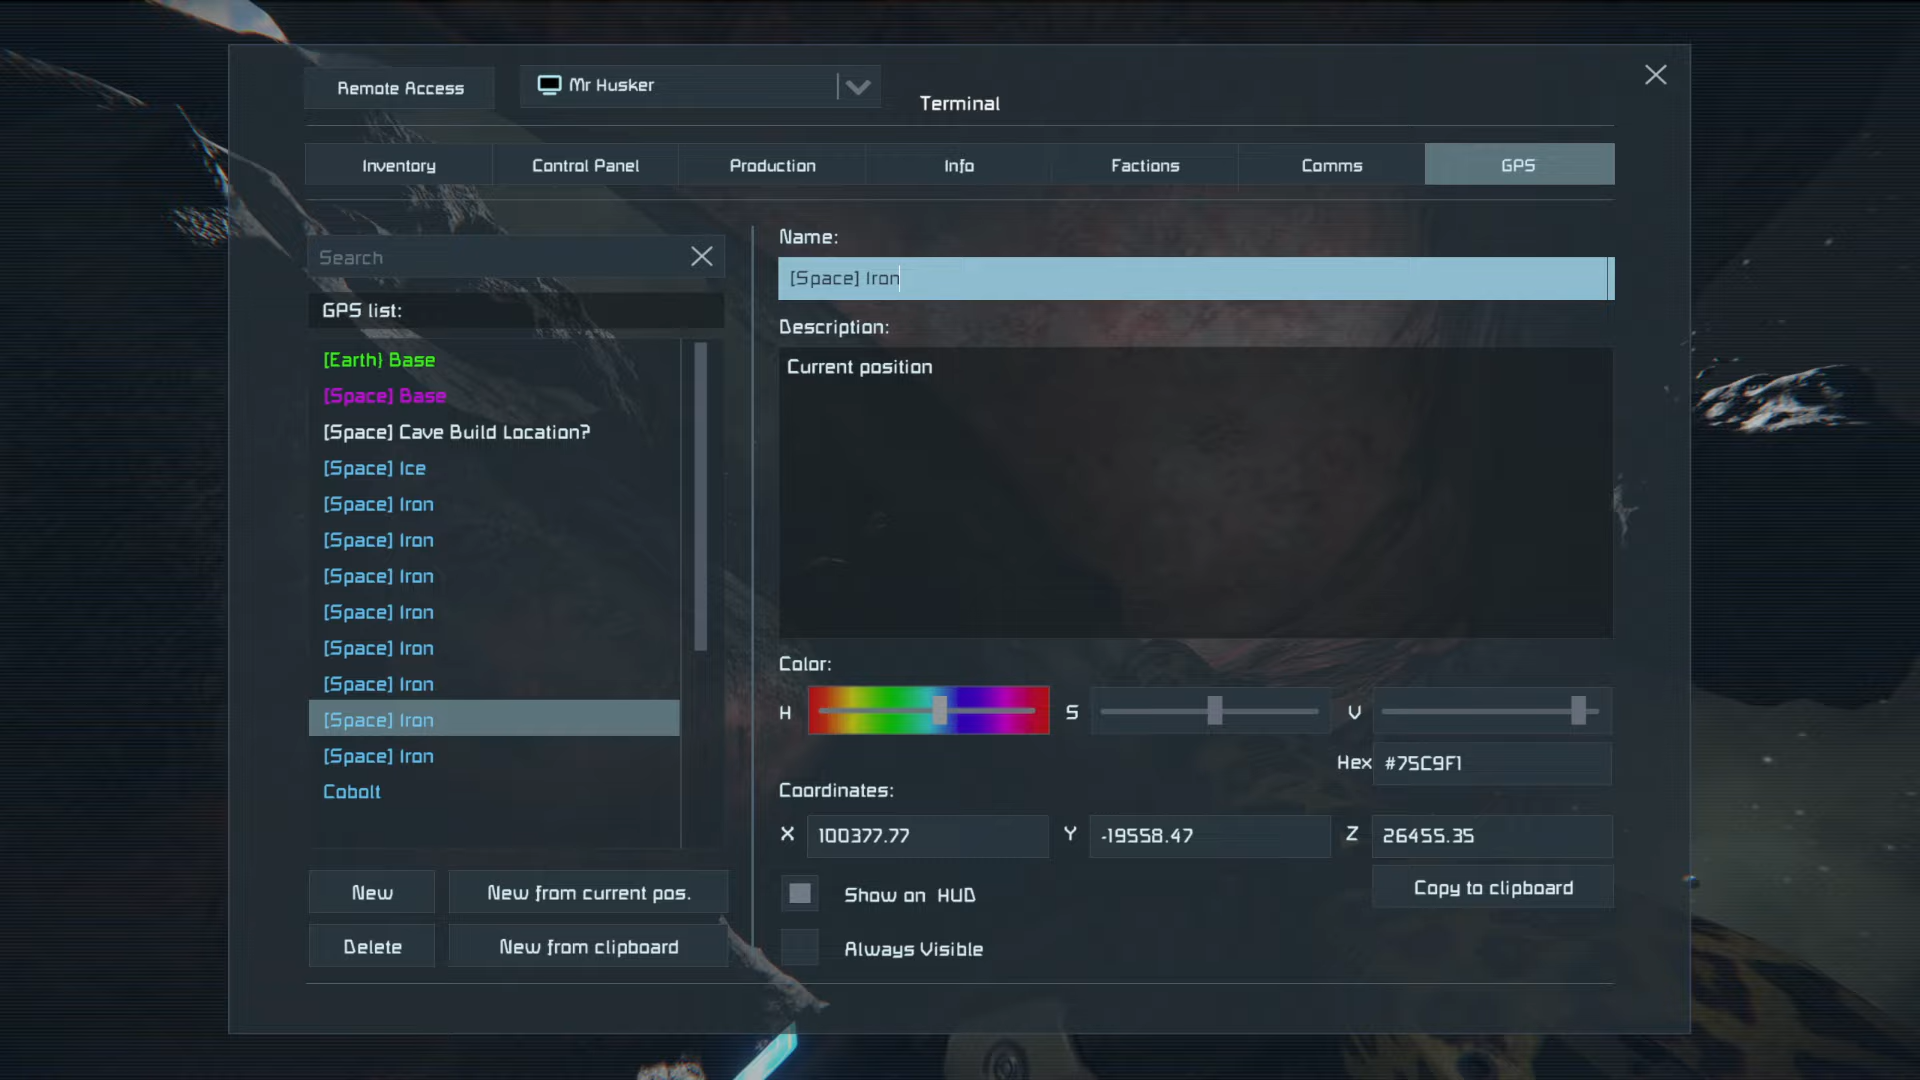 Remote Access
Mr Husker
Terminal
Inventory
Control Panel
Production
Info
Factions
Comms
GPS
Search
GPS list:
[Earth} Base
[Space] Base
[Space] Cave Build Location?
[Space] Ice
[Space] Iron
[Space] Iron
[Space] Iron
[Space] Iron
[Space] Iron
[Space] Iron
[Space] Iron
[Space] Iron
Cobolt
New
New from current pos.
Delete
New from clipboard
Name:
[Space] Iron
Description:
Current position
Color:
H
S
V
Hex #75C9F1
Coordinates:
X 100377.77
Y -19558.47
Z 26455.35
Show on HUD
Copy to clipboard
Always Visible